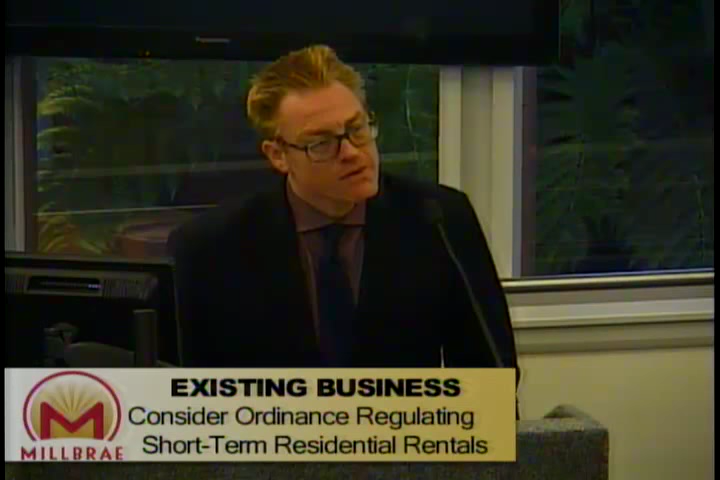 EXISTING BUSINESS
Consider Ordinance Regulating
Short-Term Residential Rentals
M
MILLBRAE